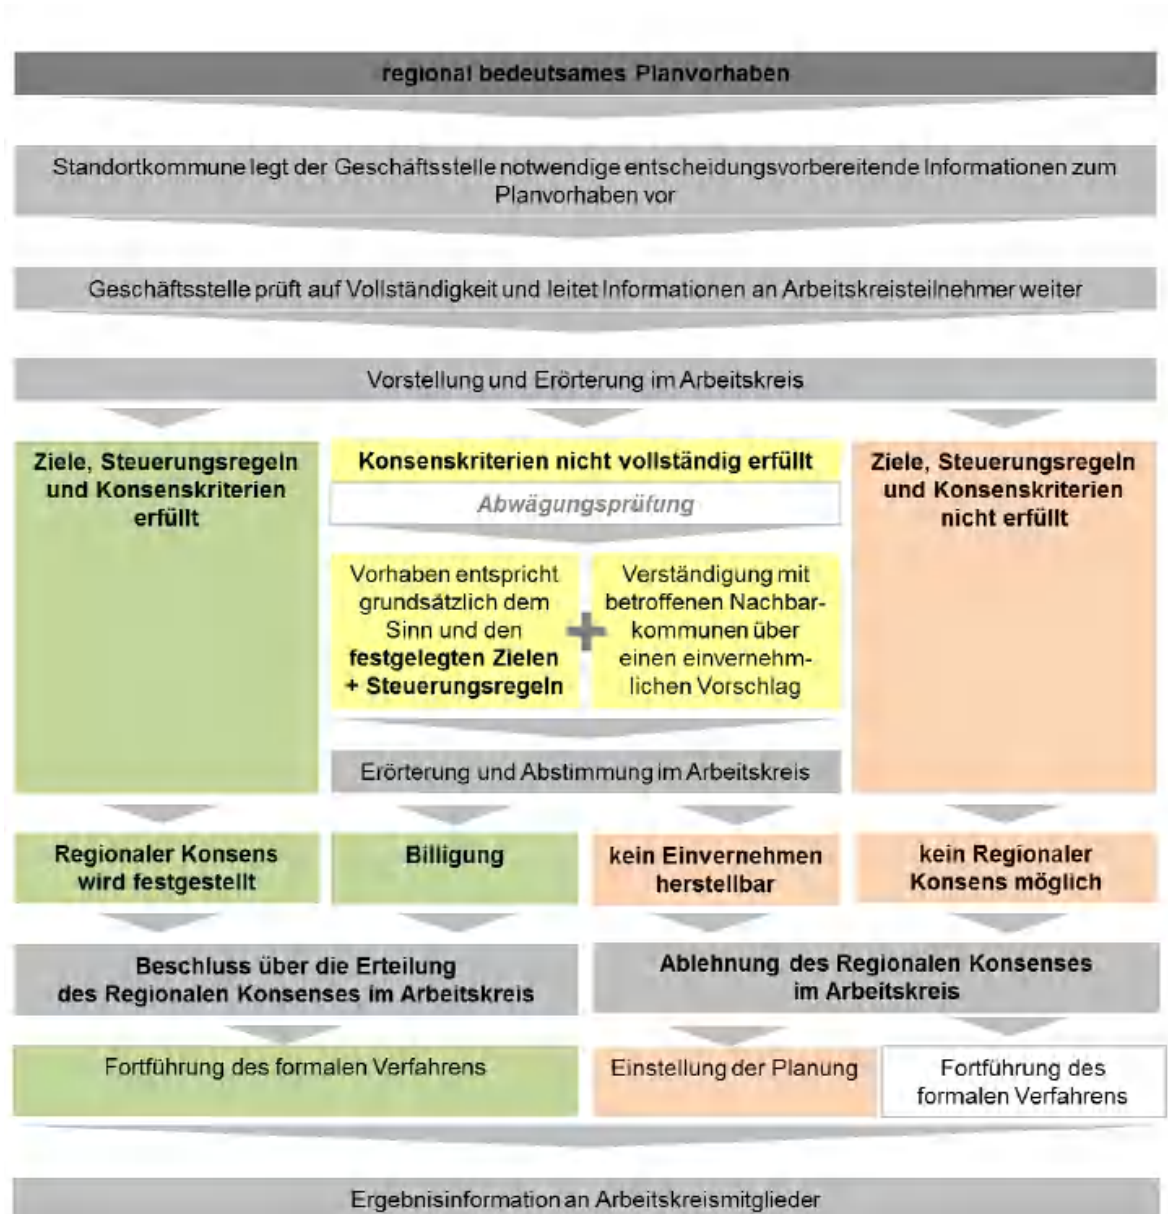 regional bedeutsames Planvorhaben
Standortkommune legt der Geschäftsstelle notwendige entscheidungsvorbereitende Informationen zum
Planvorhaben vor
Geschäftsstelle prüft auf Vollständigkeit und leitet Informationen an Arbeitskreisteilnehmer weiter
Vorstellung und Erörterung im Arbeitskreis
Ziele, Steuerungsregeln
und Konsenskriterien
erfüllt
Konsenskriterien nicht vollständig erfüllt
Abwägungsprüfung
Vorhaben entspricht
grundsätzlich dem
Sinn und den
festgelegten Zielen
+ Steuerungsregeln
+
Verständigung mit
betroffenen Nachbar-
kommunen über
einen einvernehm-
lichen Vorschlag
Erörterung und Abstimmung im Arbeitskreis
Ziele, Steuerungsregeln
und Konsenskriterien
nicht erfüllt
Regionaler Konsens
wird festgestellt
Billigung
kein Einvernehmen
herstellbar
kein Regionaler
Konsens möglich
Beschluss über die Erteilung
des Regionalen Konsenses im Arbeitskreis
Ablehnung des Regionalen Konsenses
im Arbeitskreis
Fortführung des formalen Verfahrens
Einstellung der Planung
Fortführung des
formalen Verfahrens
Ergebnisinformation an Arbeitskreismitglieder